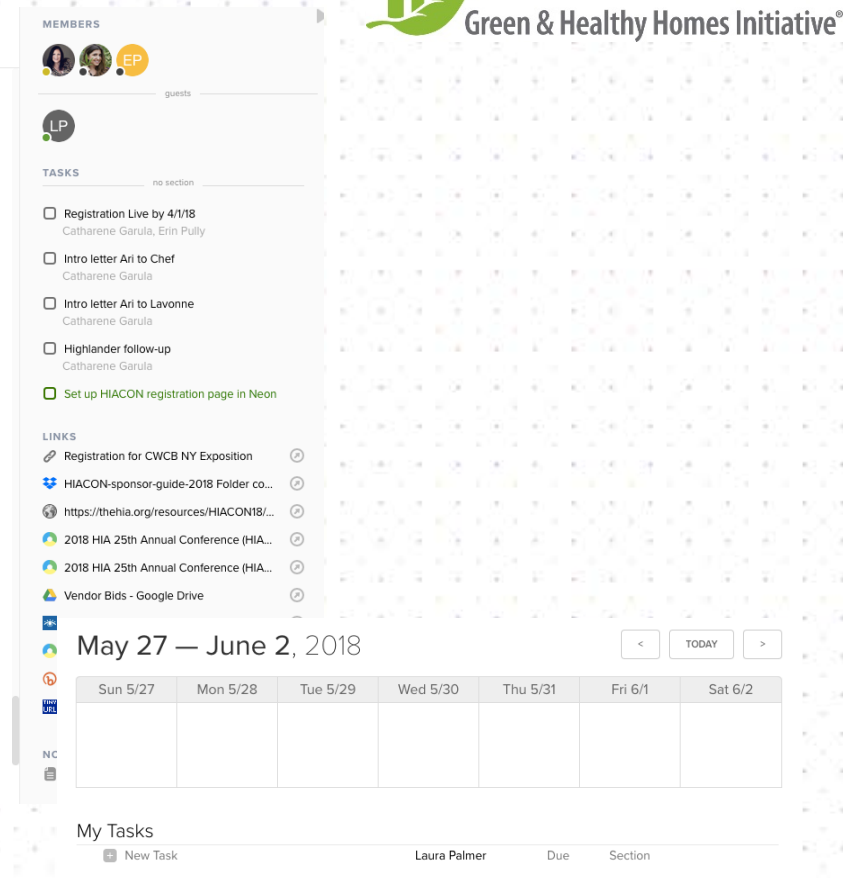 Green & Healthy Homes Initiative®
MEMBERS
EP
guests
LP
TASKS
no section
Registration Live by 4/1/18
Catharene Garula, Erin Pully
Intro letter Ari to Chef
Catharene Garula
Intro letter Ari to Lavonne
Catharene Garula
Highlander follow-up
Catharene Garula
Set up HIACON registration page in Neon
LINKS
Registration for CWCB NY Exposition
HIACON-sponsor-guide-2018 Folder co...
https://thehia.org/resources/HIACON18/...
2018 HIA 25th Annual Conference (HIA...
2018 HIA 25th Annual Conference (HIA...
Vendor Bids - Google Drive
TINY
URL
NC
May 27 — June 2, 2018
< TODAY >
Sun 5/27 Mon 5/28 Tue 5/29 Wed 5/30 Thu 5/31 Fri 6/1 Sat 6/2
My Tasks
New Task Laura Palmer Due Section